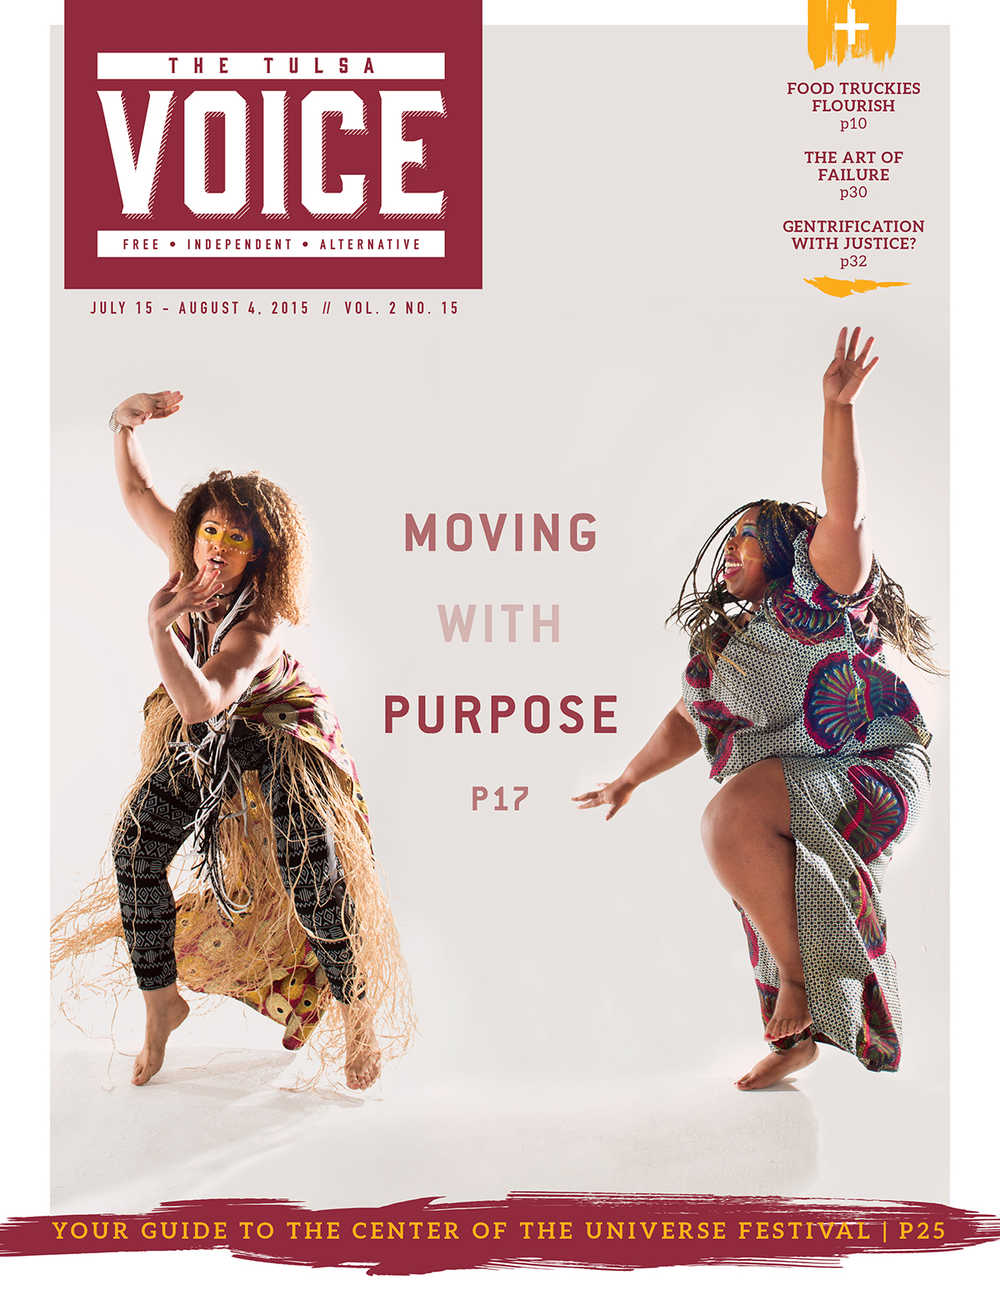 THE TULSA
VOICE
FREE • INDEPENDENT • ALTERNATIVE
JULY 15 – AUGUST 4, 2015 // VOL. 2 NO. 15
+
FOOD TRUCKIES
FLOURISH
p10
THE ART OF
FAILURE
p30
GENTRIFICATION
WITH JUSTICE?
p32
MOVING
WITH
PURPOSE
P17
YOUR GUIDE TO THE CENTER OF THE UNIVERSE FESTIVAL | P25